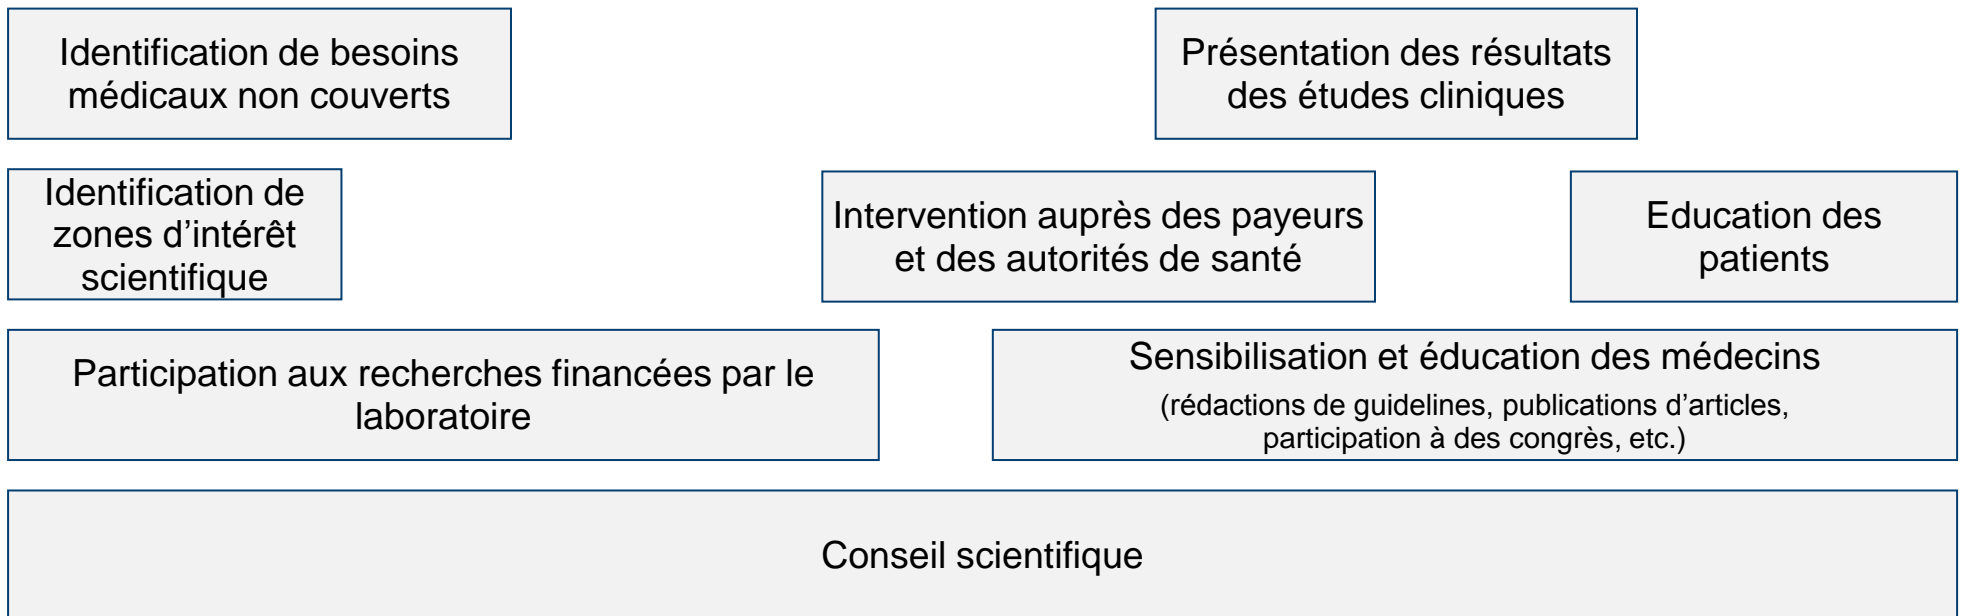 Identification de besoins
médicaux non couverts
Présentation des résultats
des études cliniques
Identification de
zones d’intérêt
scientifique
Intervention auprès des payeurs
et des autorités de santé
Education des
patients
Participation aux recherches financées par le
laboratoire
Sensibilisation et éducation des médecins
(rédactions de guidelines, publications d’articles,
participation à des congrès, etc.)
Conseil scientifique